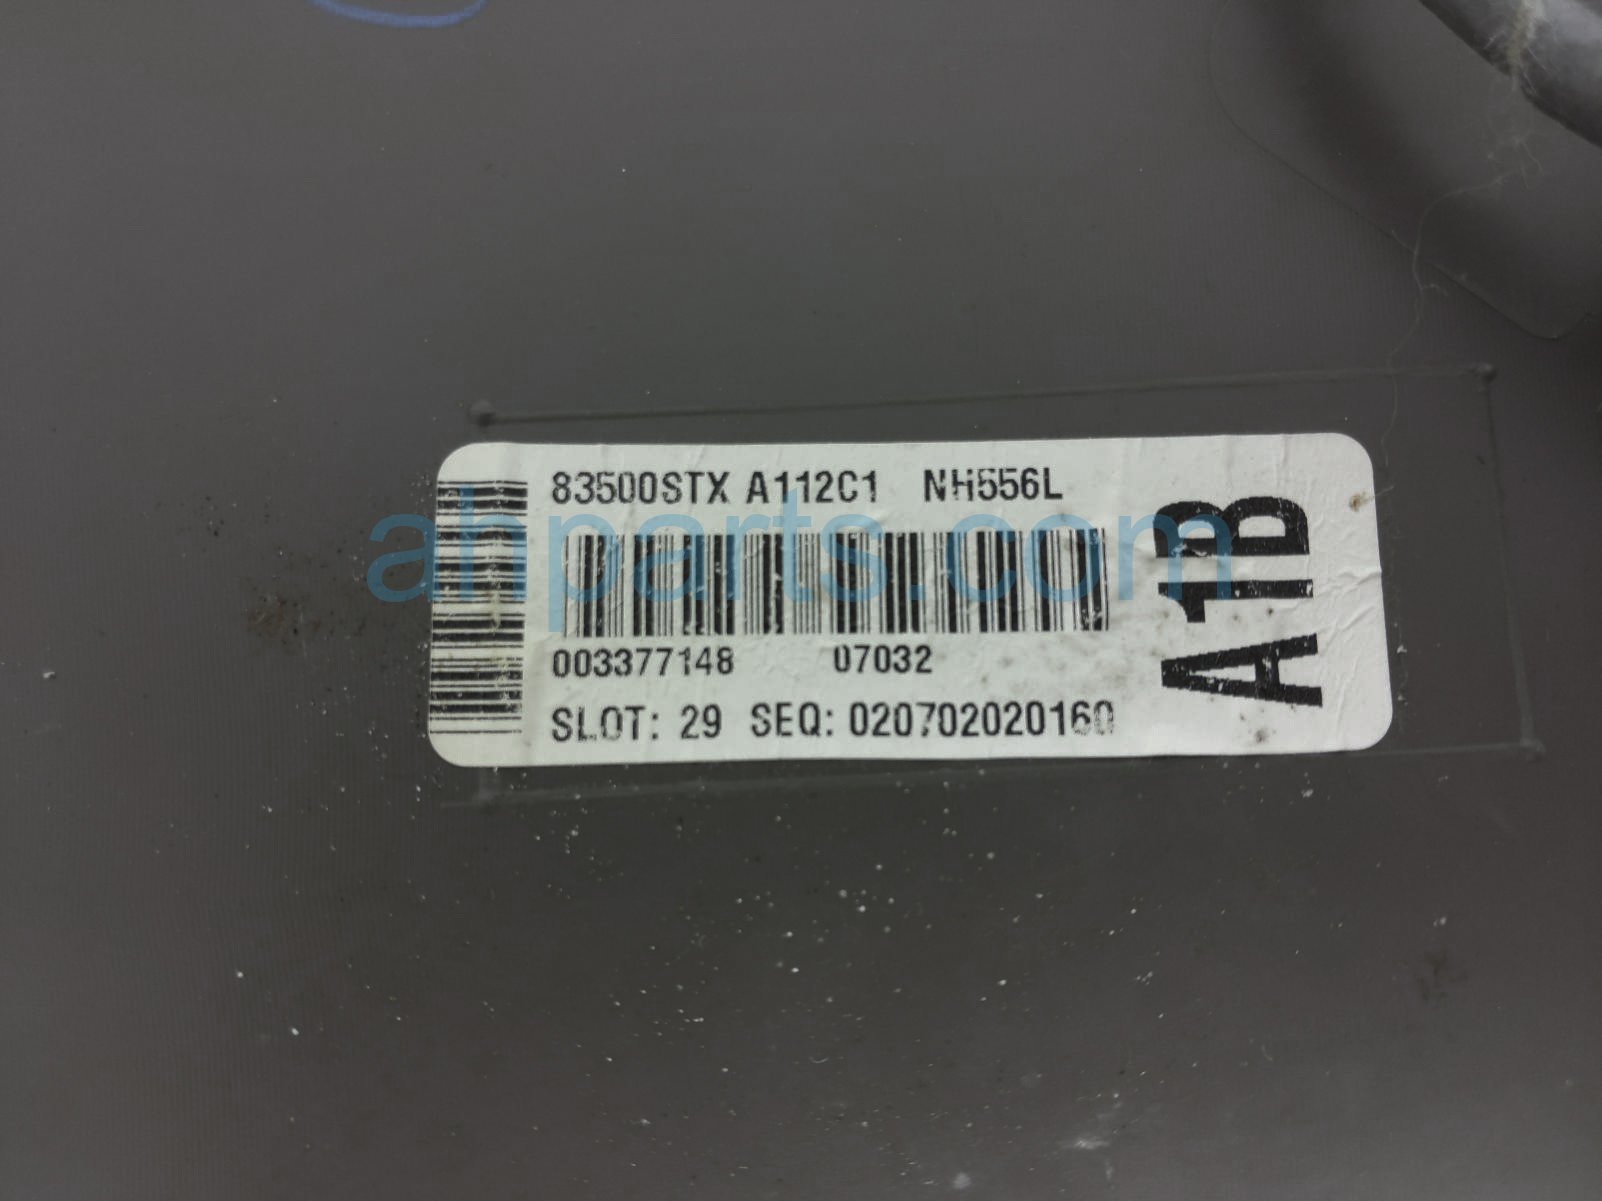 83500STX A112C1 NH556L
003377148 07032
SLOT: 29 SEQ: 020702020160
A1B
ahparts.com